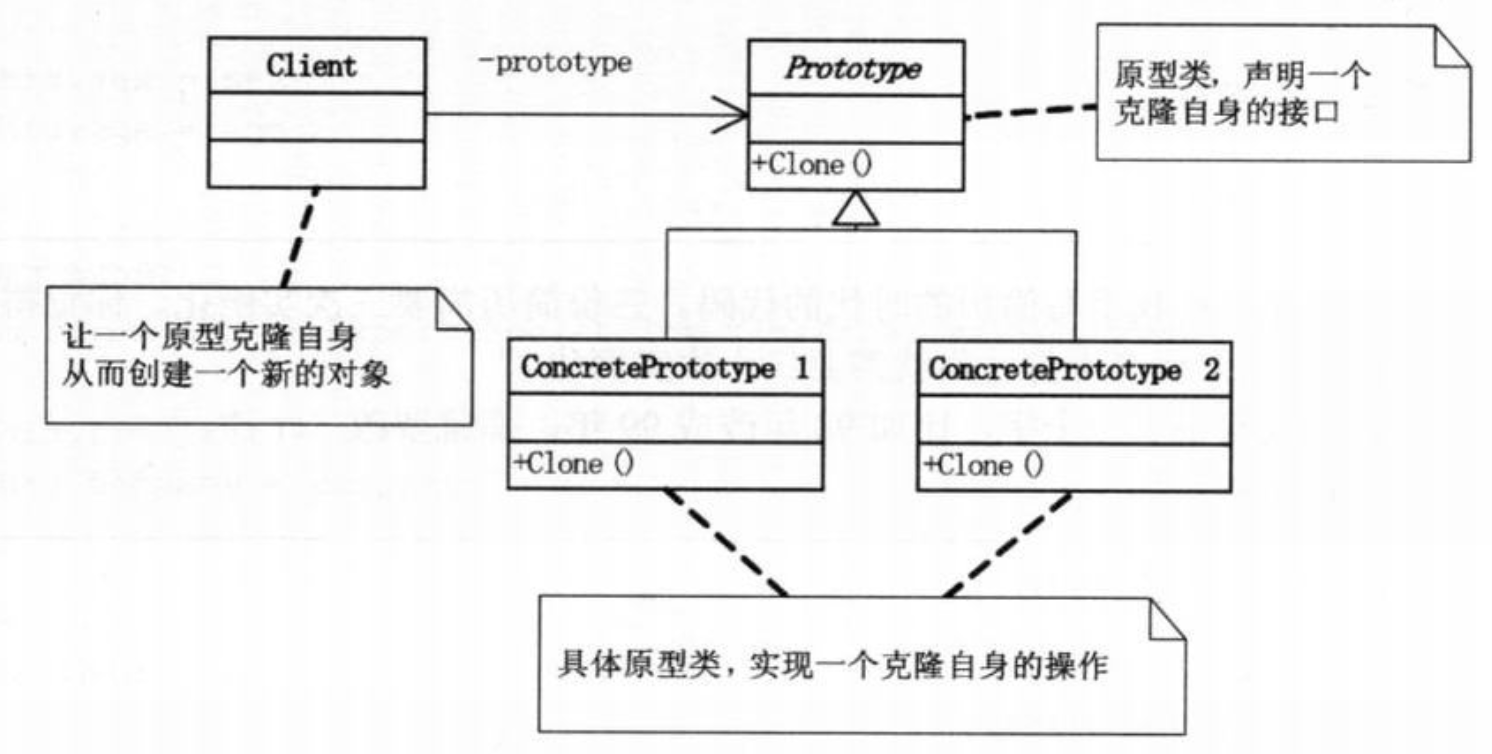 Client
-prototype
Prototype
+Clone()
原型类，声明一个
克隆自身的接口
让一个原型克隆自身
从而创建一个新的对象
ConcretePrototype 1
+Clone()
ConcretePrototype 2
+Clone()
具体原型类，实现一个克隆自身的操作